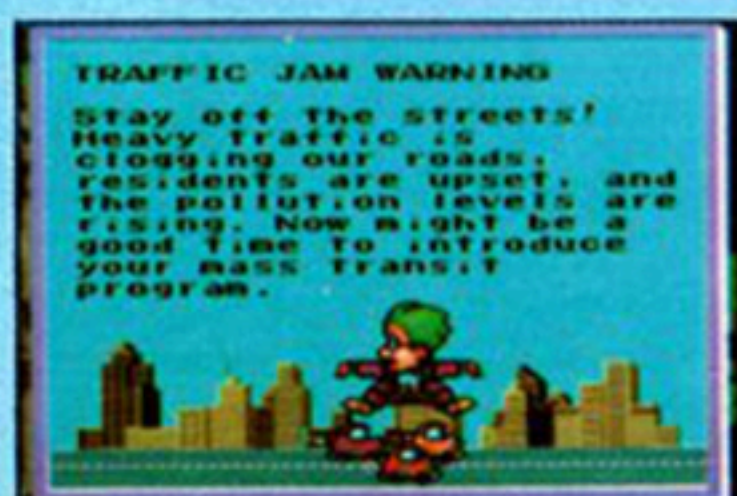 TRAFFIC JAM WARNING
Stay off the streets!
Heavy traffic is
clogging our roads,
residents are upset, and
the pollution levels are
rising. Now might be a
good time to introduce
your mass transit
program.